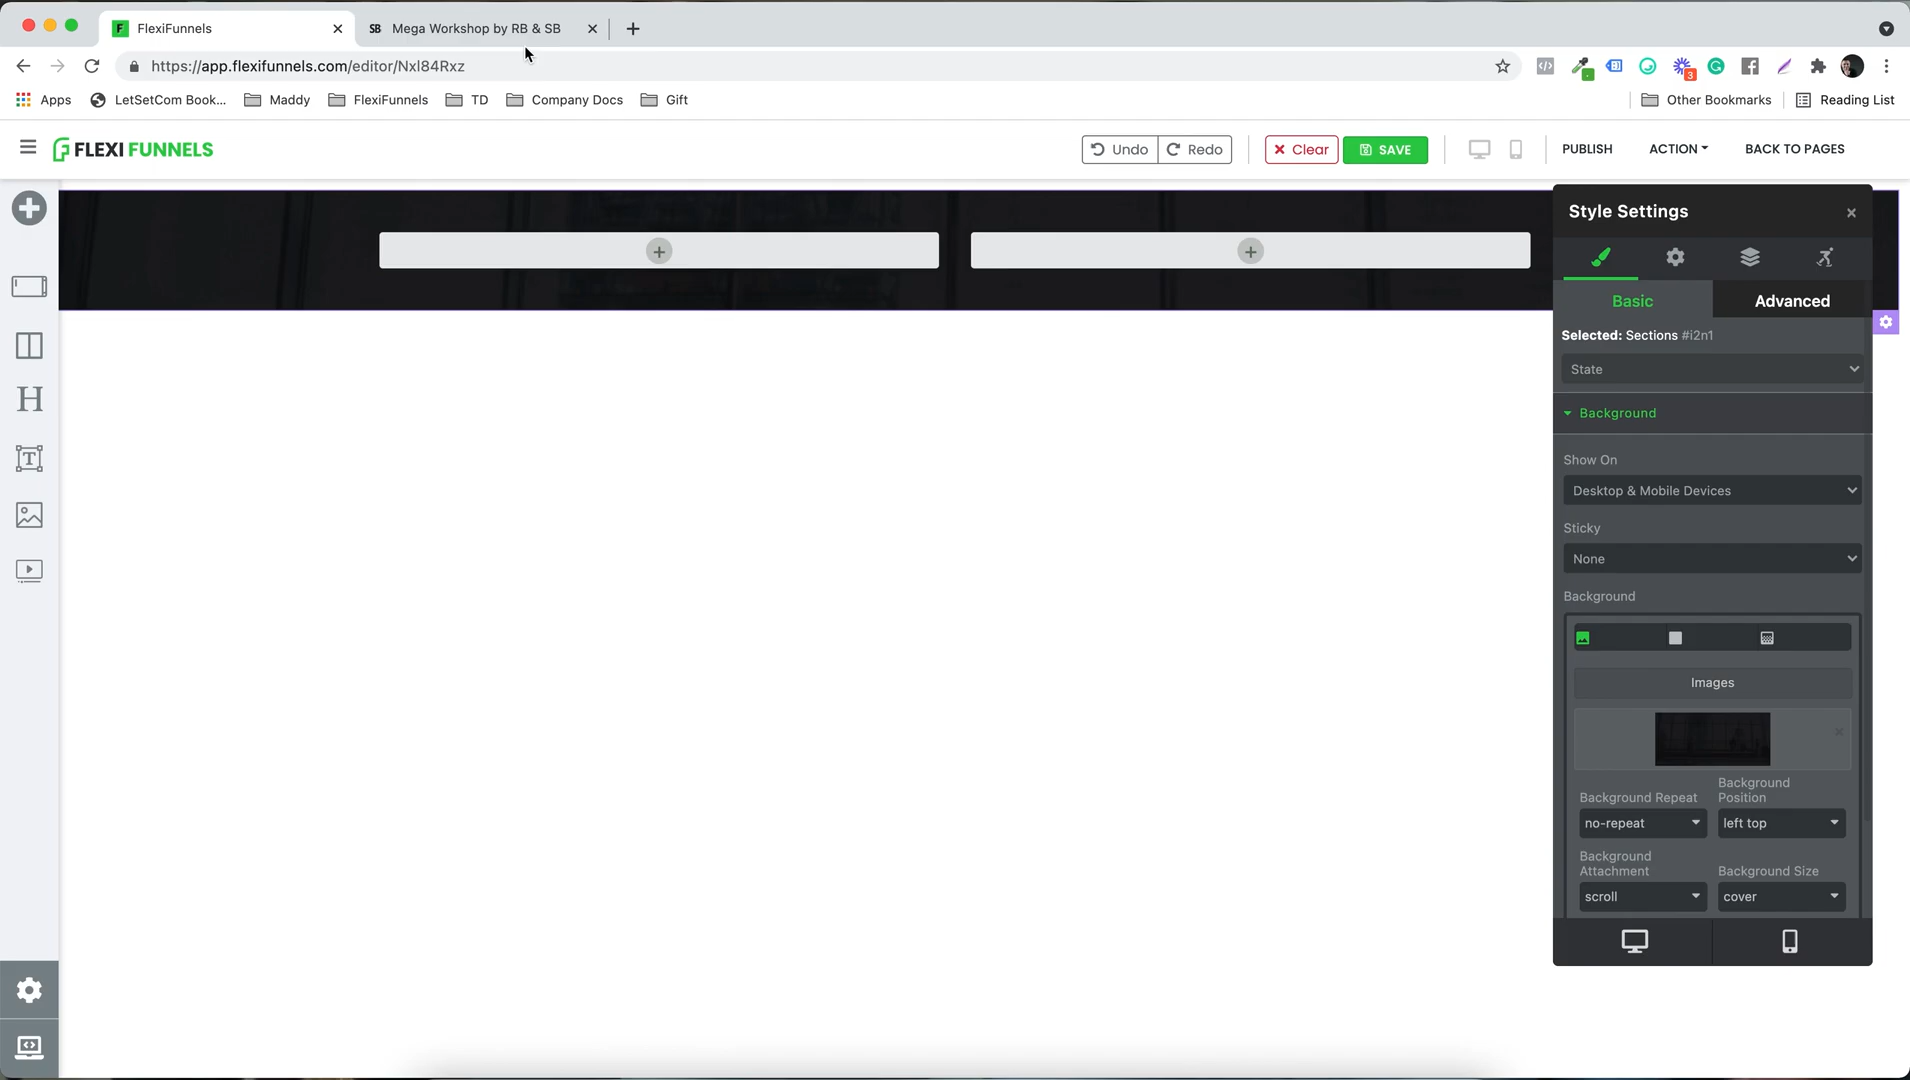 FlexiFunnels
SB Mega Workshop by RB & SB
https://app.flexifunnels.com/editor/Nxl84Rxz
3
Apps
LetSetCom Book...
Maddy
FlexiFunnels
TD
Company Docs
Gift
Other Bookmarks
Reading List
FLEXI FUNNELS
Undo
Redo
Clear
SAVE
PUBLISH
ACTION
BACK TO PAGES
Style Settings
Basic
Advanced
Selected: Sections #i2n1
State
Background
Show On
Desktop & Mobile Devices
Sticky
None
Background
Images
Background Repeat
no-repeat
Background Position
left top
Background Attachment
scroll
Background Size
cover